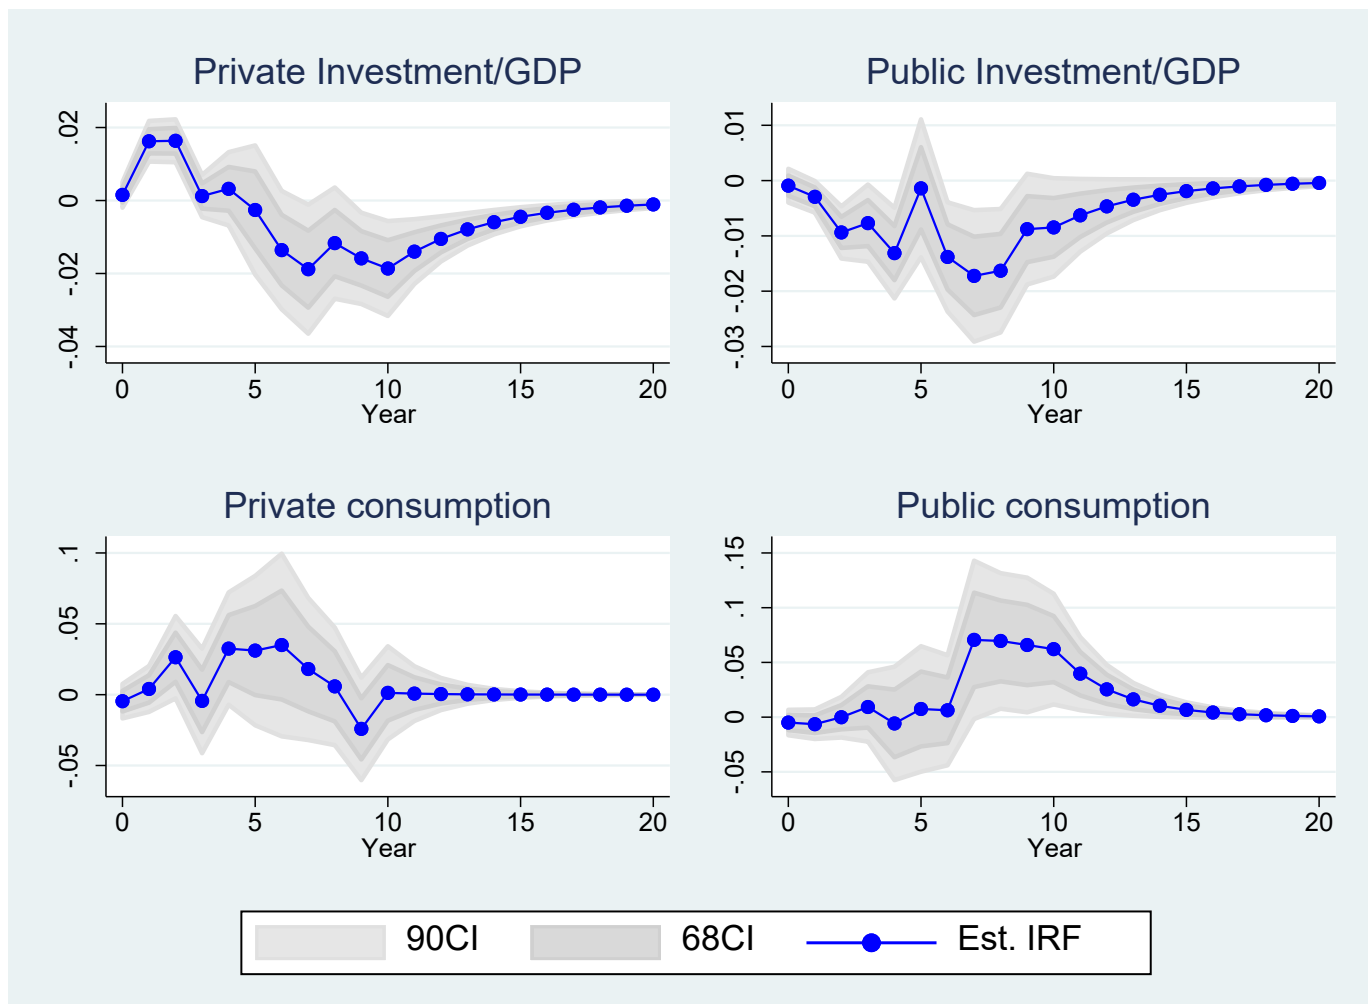 Private Investment/GDP
.02
0
-.02
-.04
0 5 10 15 20
Year
Public Investment/GDP
.01
0
-.01
-.02
-.03
0 5 10 15 20
Year
Private consumption
.1
.05
0
-.05
0 5 10 15 20
Year
Public consumption
.15
.1
.05
0
-.05
0 5 10 15 20
Year
90CI 68CI Est. IRF